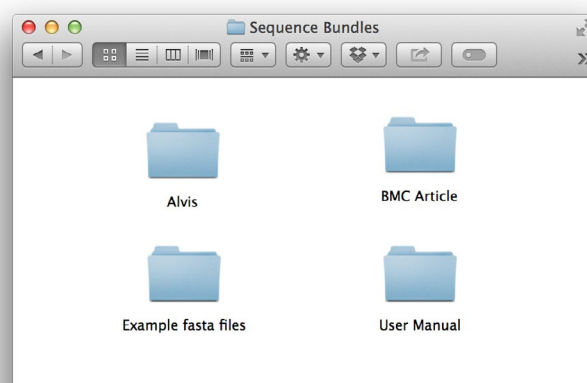 Sequence Bundles
Alvis
BMC Article
Example fasta files
User Manual